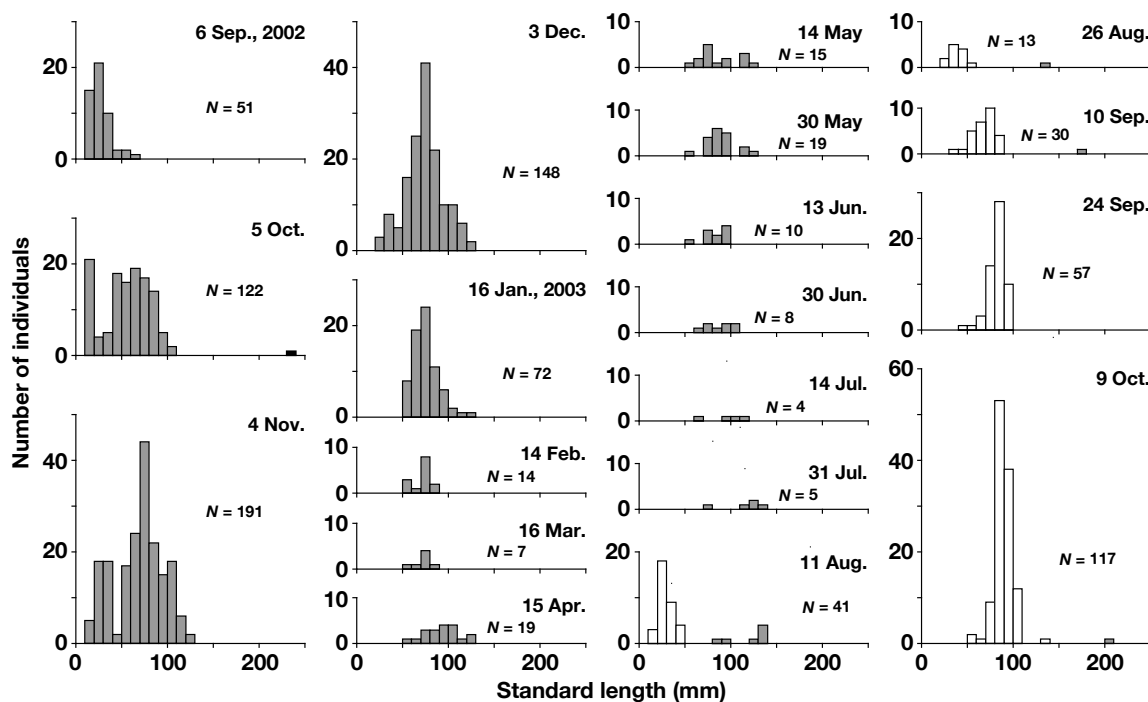 Number of individuals
6 Sep., 2002
20
N = 51
0
5 Oct.
20
N = 122
0
4 Nov.
40
N = 191
20
0
0 100 200
3 Dec.
40
20
N = 148
0
16 Jan., 2003
20
N = 72
0
14 Feb.
10
N = 14
0
16 Mar.
10
N = 7
0
15 Apr.
10
N = 19
0
0 100 200
14 May
10
N = 15
0
30 May
10
N = 19
0
13 Jun.
10
N = 10
0
30 Jun.
10
N = 8
0
14 Jul.
10
N = 4
0
31 Jul.
10
N = 5
0
11 Aug.
20
N = 41
0
0 100 200
26 Aug.
10
N = 13
0
10 Sep.
10
N = 30
0
24 Sep.
20
N = 57
0
9 Oct.
60
40
20
N = 117
0
0 100 200
Standard length (mm)